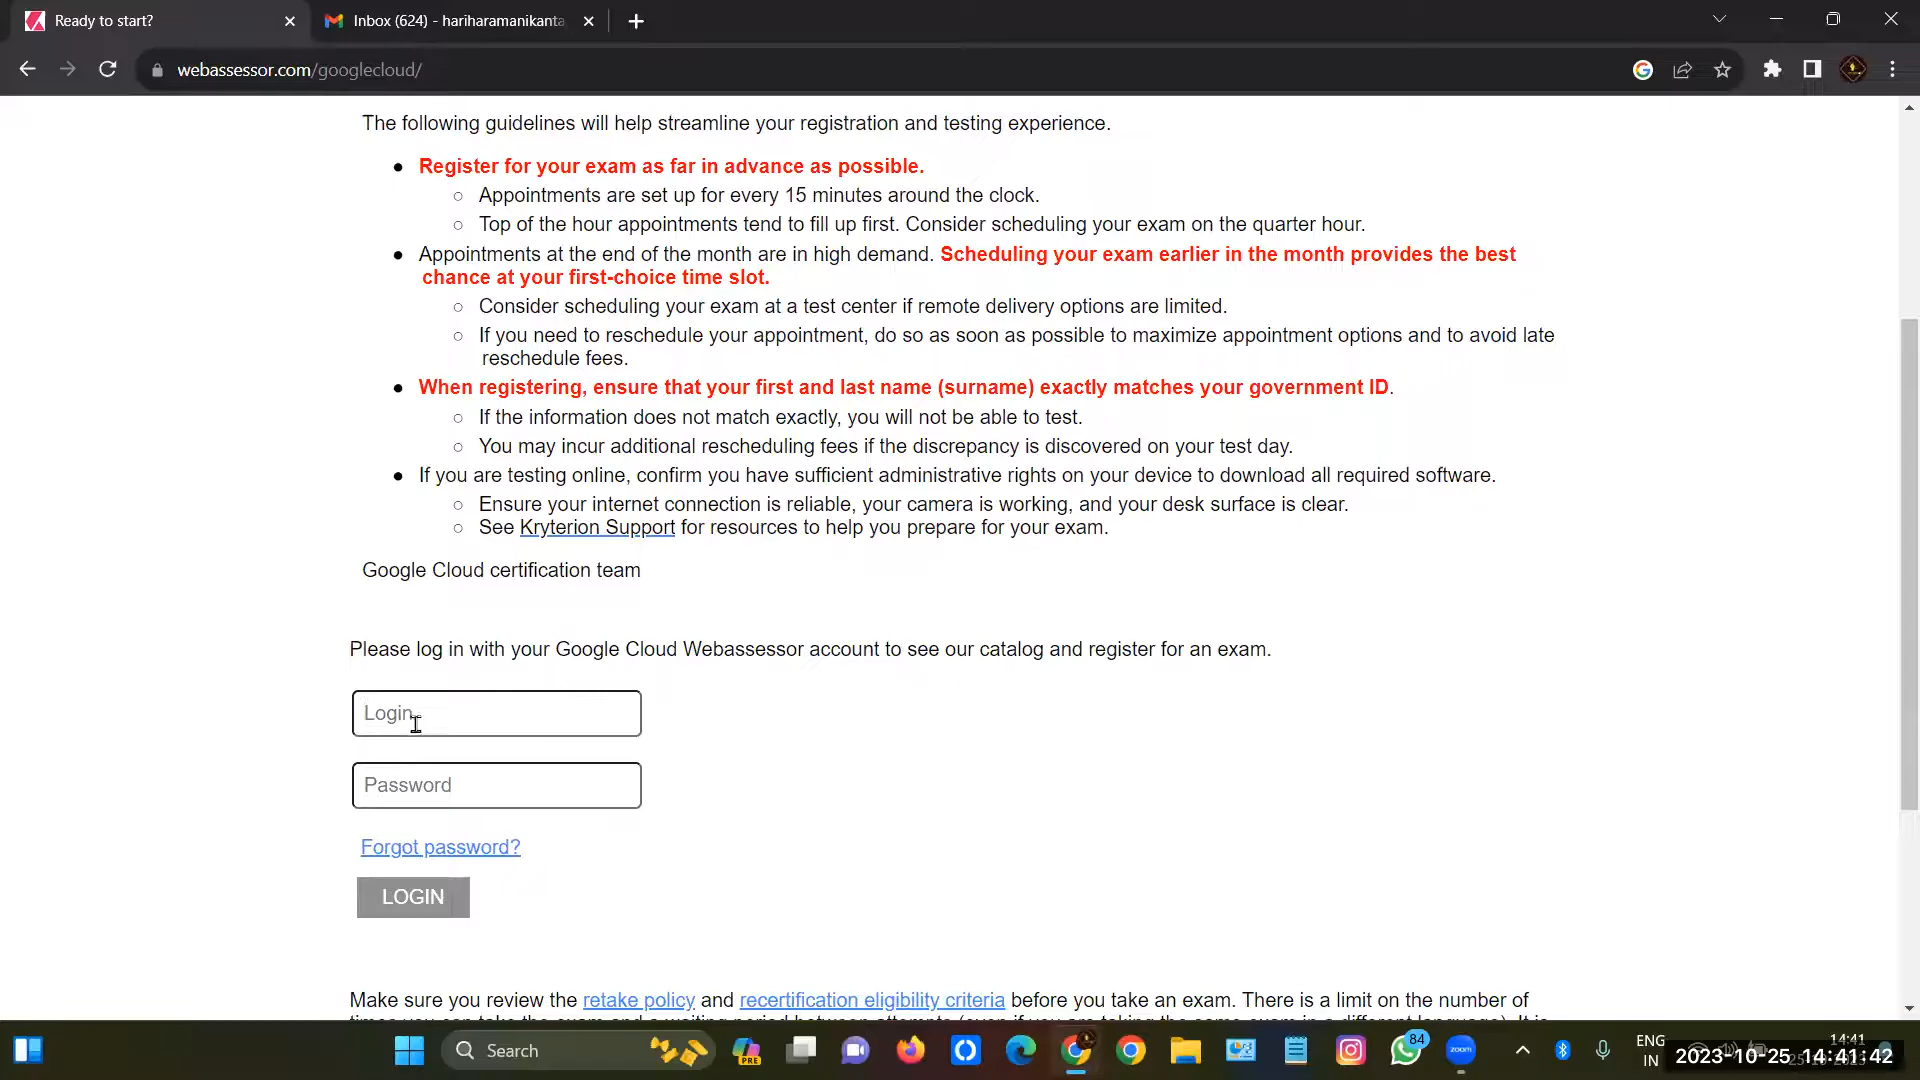 Ready to start?
Inbox (624) - hariharamanikanta
webassessor.com/googlecloud/
The following guidelines will help streamline your registration and testing experience.
Register for your exam as far in advance as possible.
Appointments are set up for every 15 minutes around the clock.
Top of the hour appointments tend to fill up first. Consider scheduling your exam on the quarter hour.
Appointments at the end of the month are in high demand. Scheduling your exam earlier in the month provides the best
chance at your first-choice time slot.
Consider scheduling your exam at a test center if remote delivery options are limited.
If you need to reschedule your appointment, do so as soon as possible to maximize appointment options and to avoid late
reschedule fees.
When registering, ensure that your first and last name (surname) exactly matches your government ID.
If the information does not match exactly, you will not be able to test.
You may incur additional rescheduling fees if the discrepancy is discovered on your test day.
If you are testing online, confirm you have sufficient administrative rights on your device to download all required software.
Ensure your internet connection is reliable, your camera is working, and your desk surface is clear.
See Kryterion Support for resources to help you prepare for your exam.
Google Cloud certification team
Please log in with your Google Cloud Webassessor account to see our catalog and register for an exam.
Login
Password
Forgot password?
LOGIN
Make sure you review the retake policy and recertification eligibility criteria before you take an exam. There is a limit on the number of
Search
PRE
84
zoom
ENG
IN
14:41
2023-10-25 14:41:42